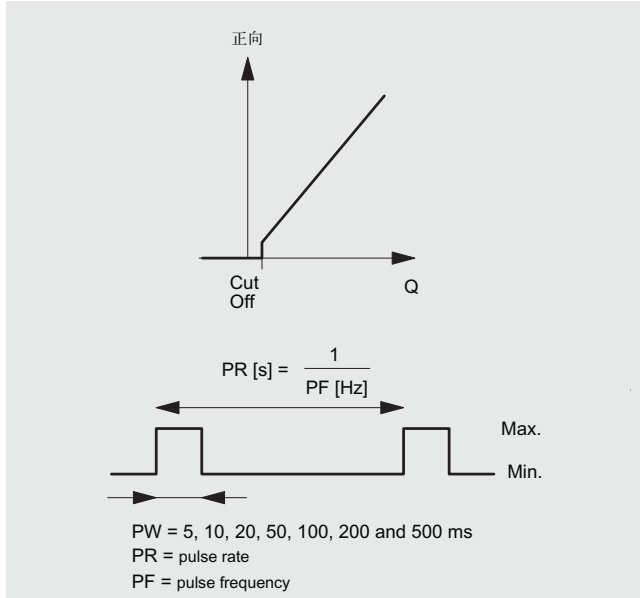 正向
Cut
Off
Q
PR [s] = 1
PF [Hz]
Max.
Min.
PW = 5, 10, 20, 50, 100, 200 and 500 ms
PR = pulse rate
PF = pulse frequency